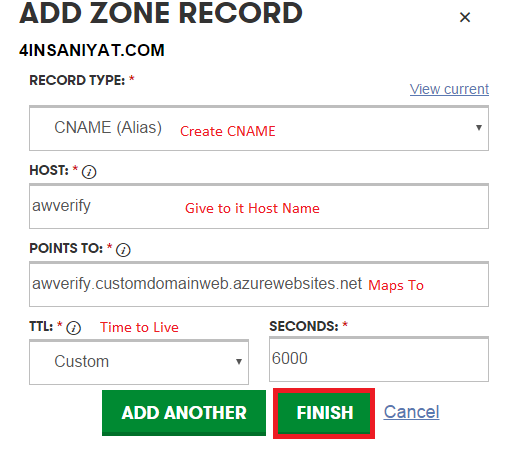 ADD ZONE RECORD ×
4INSANIYAT.COM
RECORD TYPE: *
View current
CNAME (Alias) Create CNAME ▾
HOST: * i
awverify Give to it Host Name
POINTS TO: * i
awverify.customdomainweb.azurewebsites.net Maps To
TTL: * i Time to Live SECONDS: *
Custom ▾ 6000
ADD ANOTHER FINISH Cancel